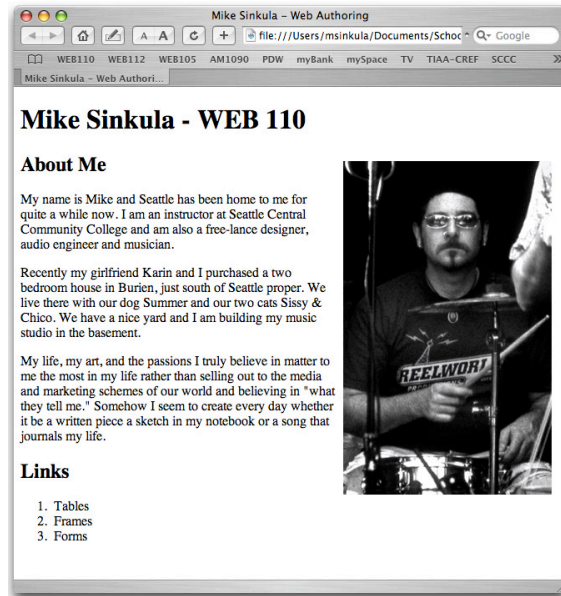 Mike Sinkula – Web Authoring
A A
file:///Users/msinkula/Documents/Schoo
Google
WEB110 WEB112 WEB105 AM1090 PDW myBank mySpace TV TIAA-CREF SCCC
Mike Sinkula – Web Authori...
Mike Sinkula - WEB 110
About Me
My name is Mike and Seattle has been home to me for
quite a while now. I am an instructor at Seattle Central
Community College and am also a free-lance designer,
audio engineer and musician.
Recently my girlfriend Karin and I purchased a two
bedroom house in Burien, just south of Seattle proper. We
live there with our dog Summer and our two cats Sissy &
Chico. We have a nice yard and I am building my music
studio in the basement.
My life, my art, and the passions I truly believe in matter to
me the most in my life rather than selling out to the media
and marketing schemes of our world and believing in "what
they tell me." Somehow I seem to create every day whether
it be a written piece a sketch in my notebook or a song that
journals my life.
REELWOR
Links
1. Tables
2. Frames
3. Forms